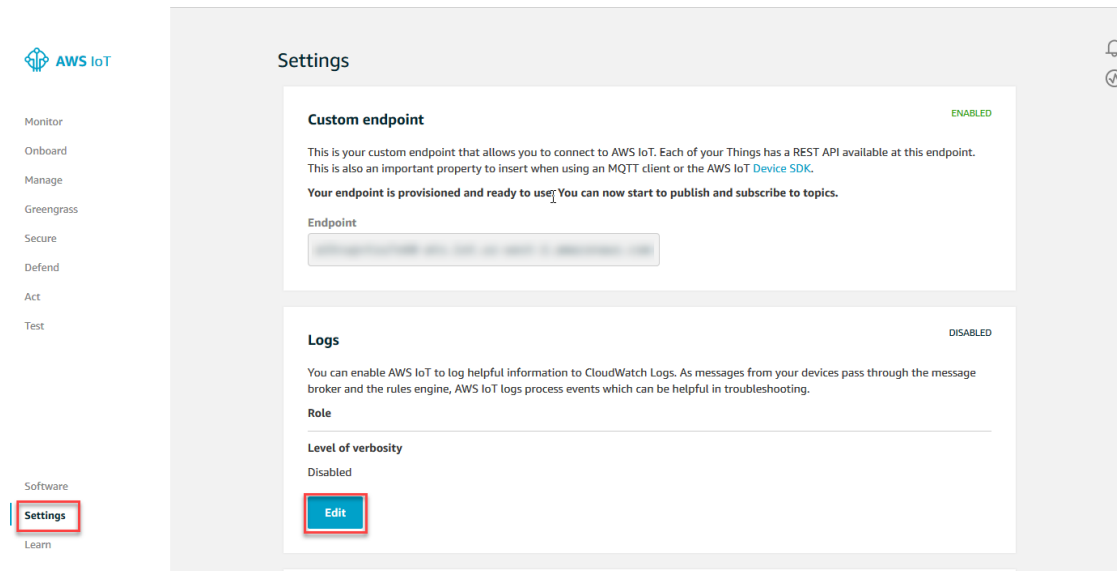 AWS IoT
Monitor
Onboard
Manage
Greengrass
Secure
Defend
Act
Test
Software
Settings
Learn
Settings
Custom endpoint
ENABLED
This is your custom endpoint that allows you to connect to AWS IoT. Each of your Things has a REST API available at this endpoint.
This is also an important property to insert when using an MQTT client or the AWS IoT Device SDK.
Your endpoint is provisioned and ready to use. You can now start to publish and subscribe to topics.
Endpoint
Logs
DISABLED
You can enable AWS IoT to log helpful information to CloudWatch Logs. As messages from your devices pass through the message
broker and the rules engine, AWS IoT logs process events which can be helpful in troubleshooting.
Role
Level of verbosity
Disabled
Edit